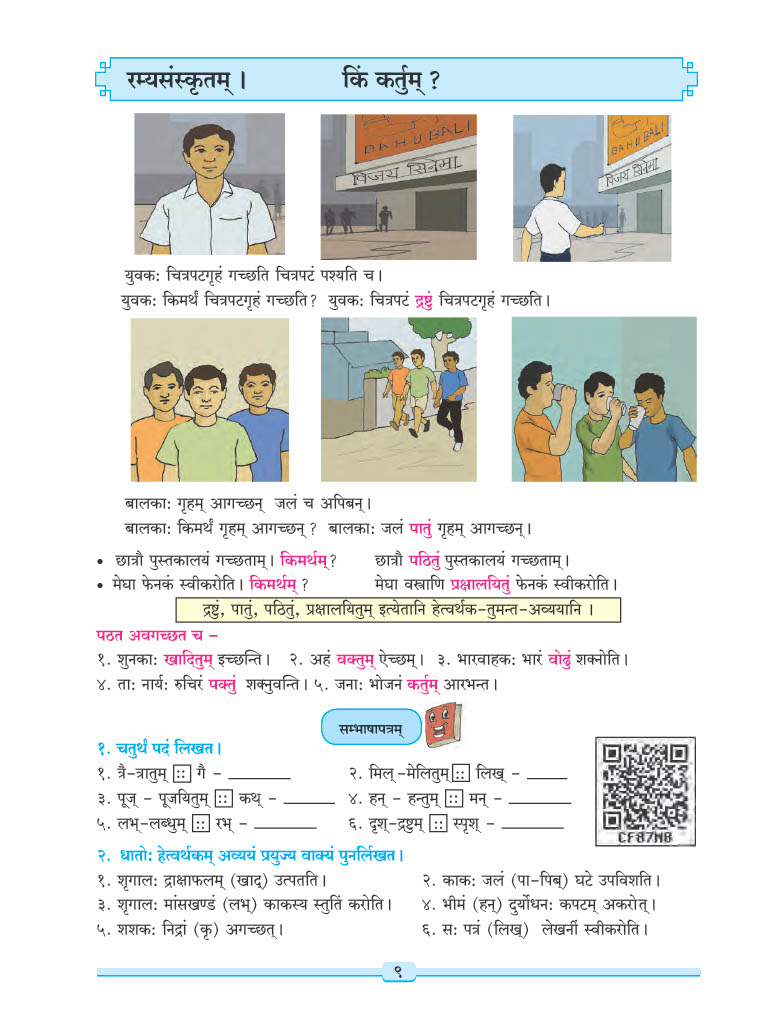 रम्यसंस्कृतम् । किं कर्तुम् ?
BAHUBALI
विजय सिनेमा
BAHUBALI
विजय सिनेमा
युवकः चित्रपटगृहं गच्छति चित्रपटं पश्यति च ।
युवकः किमर्थं चित्रपटगृहं गच्छति ? युवकः चित्रपटं द्रष्टुं चित्रपटगृहं गच्छति ।
बालकाः गृहम् आगच्छन् जलं च अपिबन् ।
बालकाः किमर्थं गृहम् आगच्छन् ? बालकाः जलं पातुं गृहम् आगच्छन् ।
• छात्रौ पुस्तकालयं गच्छताम् । किमर्थम् ? छात्रौ पठितुं पुस्तकालयं गच्छताम् ।
• मेघा फेनकं स्वीकरोति । किमर्थम् ? मेघा वस्त्राणि प्रक्षालयितुं फेनकं स्वीकरोति ।
द्रष्टुं, पातुं, पठितुं, प्रक्षालयितुम् इत्येतानि हेत्वर्थक-तुमन्त-अव्ययानि ।
पठत अवगच्छत च –
१. शुनकाः खादितुम् इच्छन्ति । २. अहं वक्तुम् ऐच्छम् । ३. भारवाहकः भारं वोढुं शक्नोति ।
४. ताः नार्यः रुचिरं पक्तुं शक्नुवन्ति । ५. जनाः भोजनं कर्तुम् आरभन्त ।
सम्भाषापत्रम्
१. चतुर्थं पदं लिखत ।
१. त्रै-त्रातुम् :: गै - ________ २. मिल् -मेलितुम् :: लिख् - _____
३. पूज् - पूजयितुम् :: कथ् - ______ ४. हन् - हन्तुम् :: मन् - ________
५. लभ्-लब्धुम् :: रभ् - ________ ६. दृश्-द्रष्टुम् :: स्पृश् - ________
CF87M8
२. धातोः हेत्वर्थकम् अव्ययं प्रयुज्य वाक्यं पुनर्लिखत ।
१. शृगालः द्राक्षाफलम् (खाद्) उत्पतति । २. काकः जलं (पा-पिब्) घटे उपविशति ।
३. शृगालः मांसखण्डं (लभ्) काकस्य स्तुतिं करोति । ४. भीमं (हन्) दुर्योधनः कपटम् अकरोत् ।
५. शशकः निद्रां (कृ) अगच्छत् । ६. सः पत्रं (लिख्) लेखनीं स्वीकरोति ।
९